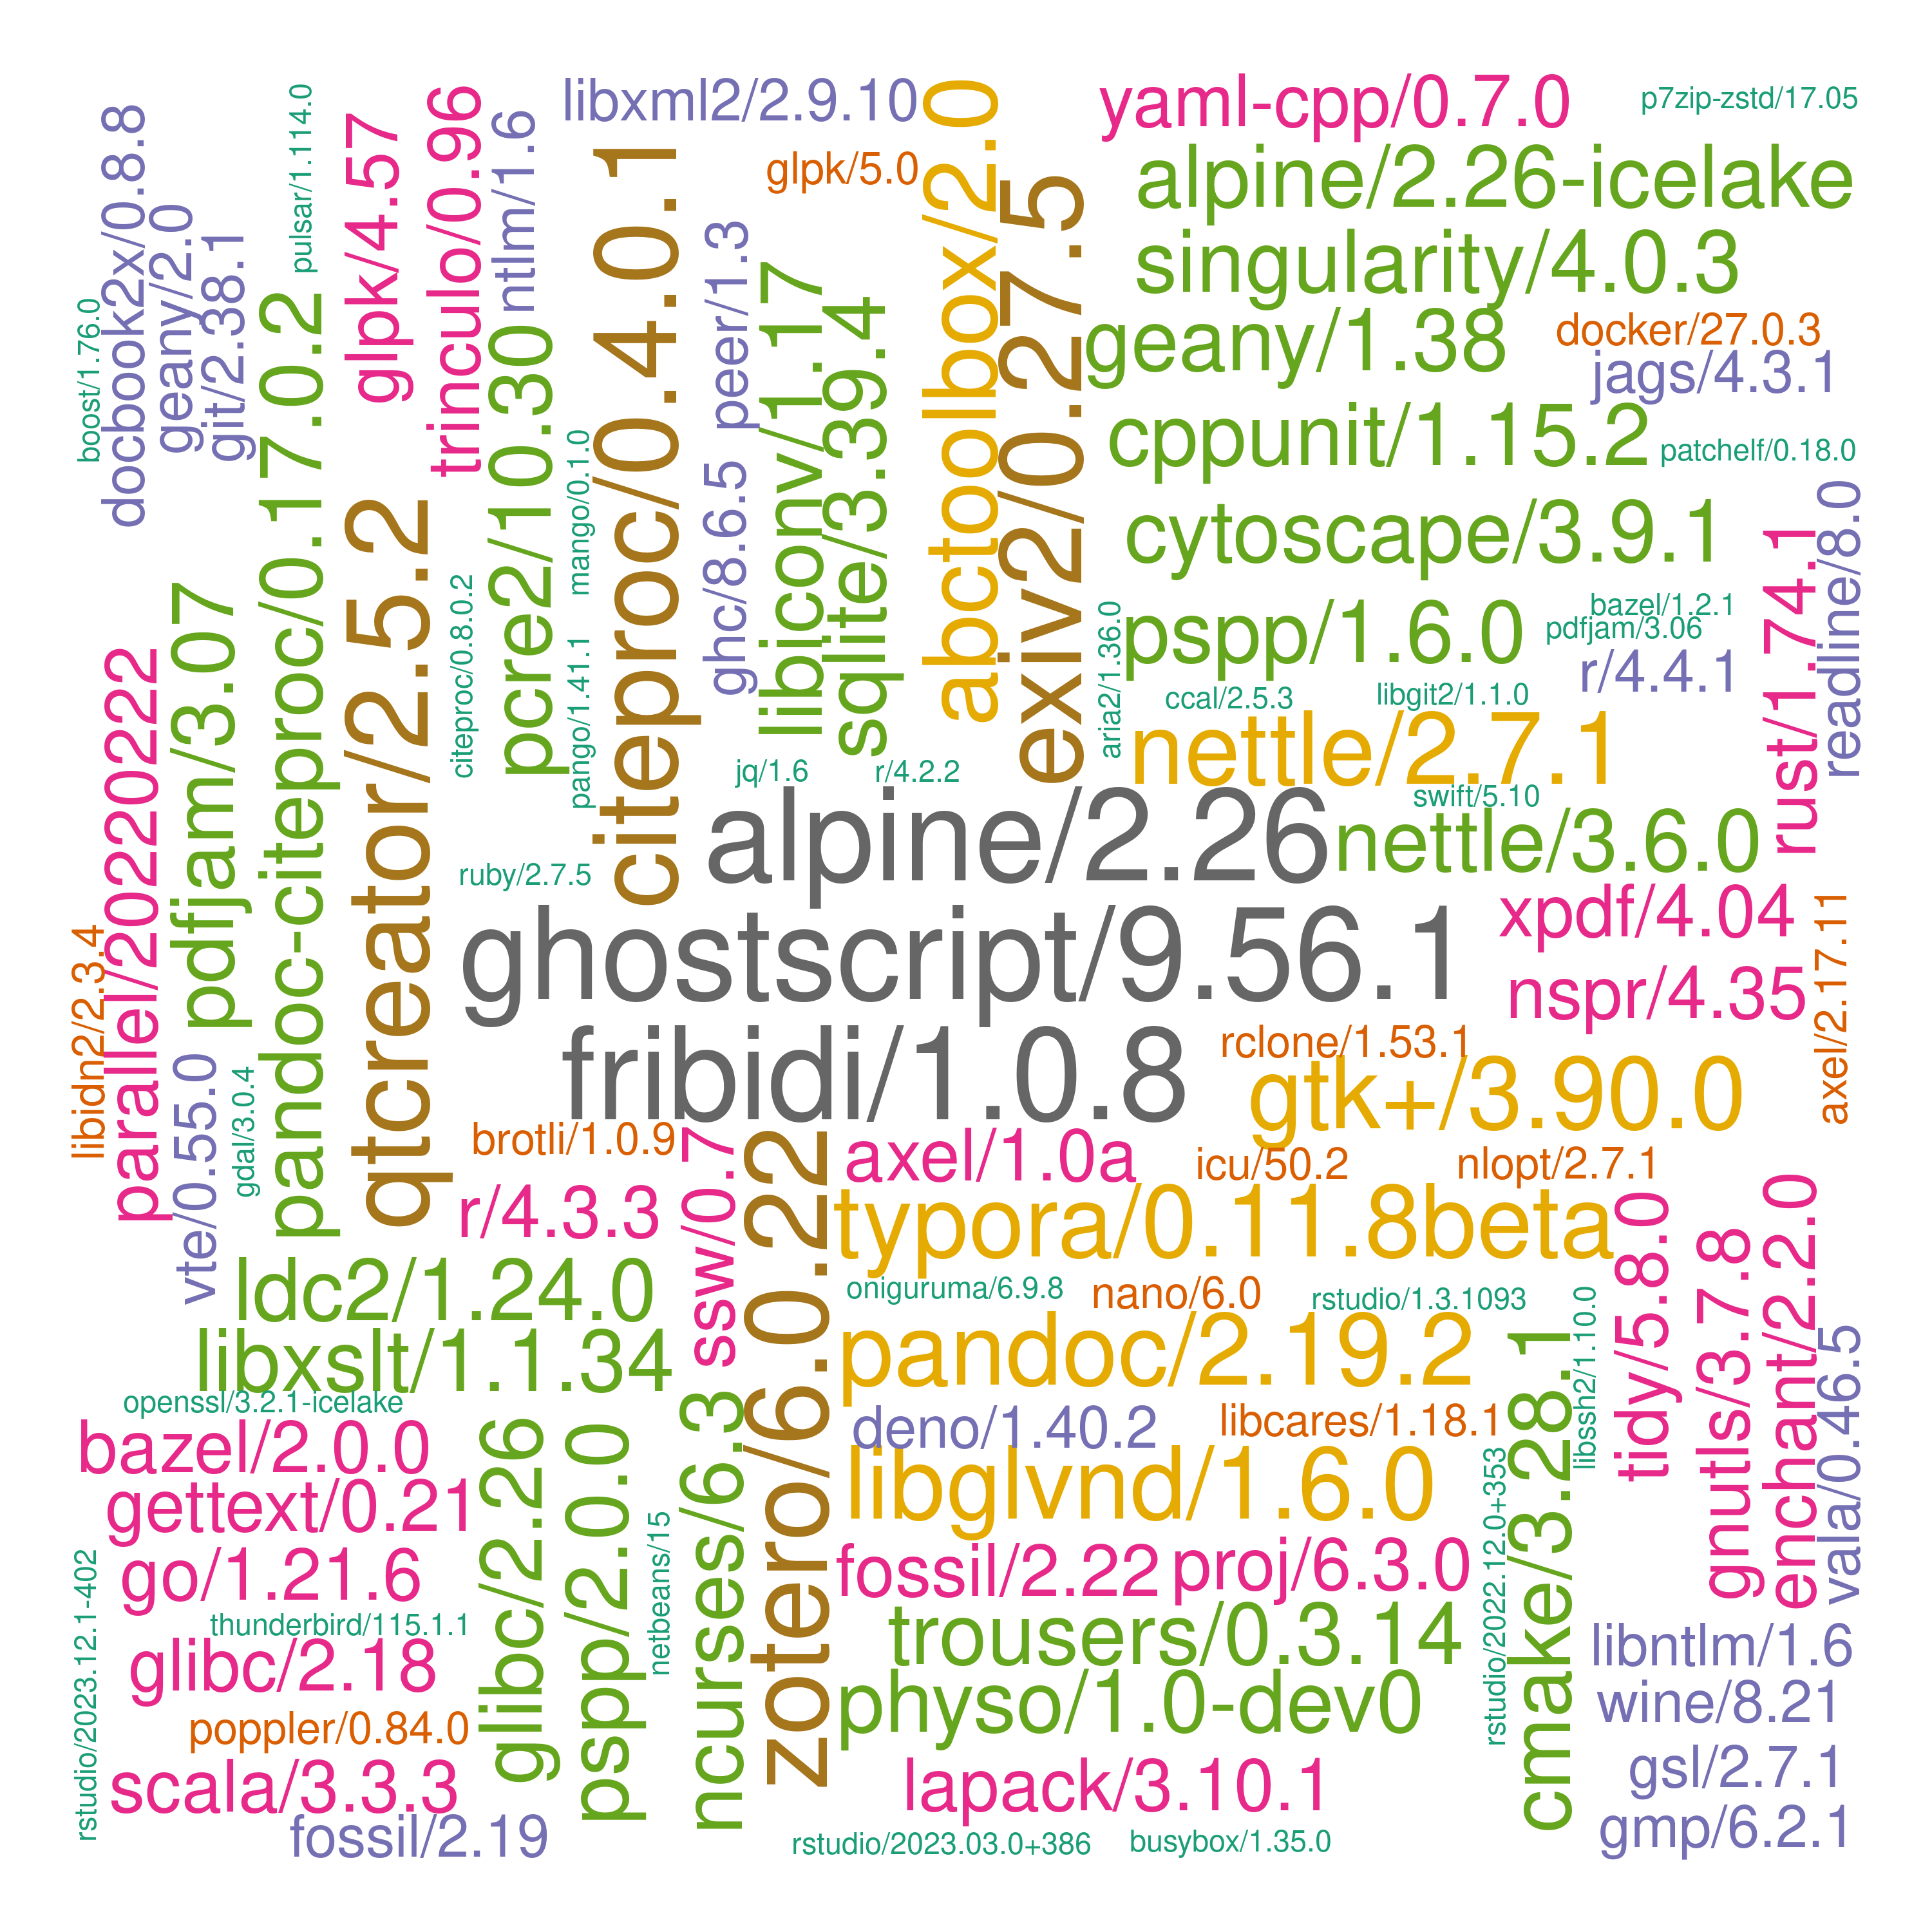 libxml2/2.9.10
yaml-cpp/0.7.0
p7zip-zstd/17.05
glpk/5.0
alpine/2.26-icelake
singularity/4.0.3
geany/1.38
docker/27.0.3
jags/4.3.1
cppunit/1.15.2
patchelf/0.18.0
cytoscape/3.9.1
pspp/1.6.0
bazel/1.2.1
pdfjam/3.06
r/4.4.1
ccal/2.5.3
libgit2/1.1.0
nettle/2.7.1
swift/5.10
docbook2x/0.8.8
geany/2.0
git/2.38.1
boost/1.76.0
pulsar/1.114.0
glpk/4.57
trinculo/0.96
ntlm/1.6
citeproc/0.4.0.1
peer/1.3
ghc/8.6.5
libiconv/1.17
sqlite/3.39.4
abctoolbox/2.0
exiv2/0.27.5
pandoc-citeproc/0.17.0.2
qtcreator/2.5.2
pcre2/10.30
mango/0.1.0
pango/1.41.1
citeproc/0.8.0.2
aria2/1.36.0
rust/1.74.1
readline/8.0
parallel/20220222
pdfjam/3.07
jq/1.6
r/4.2.2
alpine/2.26
nettle/3.6.0
ruby/2.7.5
ghostscript/9.56.1
xpdf/4.04
nspr/4.35
axel/2.17.11
libidn2/2.3.4
fribidi/1.0.8
rclone/1.53.1
gtk+/3.90.0
vte/0.55.0
gdal/3.0.4
brotli/1.0.9
ssw/0.7
axel/1.0a
icu/50.2
nlopt/2.7.1
r/4.3.3
zotero/6.0.22
typora/0.11.8beta
tidy/5.8.0
gnutls/3.7.8
enchant/2.2.0
ldc2/1.24.0
oniguruma/6.9.8
nano/6.0
rstudio/1.3.1093
libssh2/1.10.0
libxslt/1.1.34
pandoc/2.19.2
cmake/3.28.1
vala/0.46.5
openssl/3.2.1-icelake
bazel/2.0.0
glibc/2.26
pspp/2.0.0
ncurses/6.3
deno/1.40.2
libcares/1.18.1
gettext/0.21
libglvnd/1.6.0
rstudio/2022.12.0+353
netbeans/15
go/1.21.6
fossil/2.22
proj/6.3.0
rstudio/2023.12.1-402
thunderbird/115.1.1
trousers/0.3.14
libntlm/1.6
glibc/2.18
physo/1.0-dev0
wine/8.21
poppler/0.84.0
gsl/2.7.1
scala/3.3.3
lapack/3.10.1
gmp/6.2.1
fossil/2.19
rstudio/2023.03.0+386
busybox/1.35.0